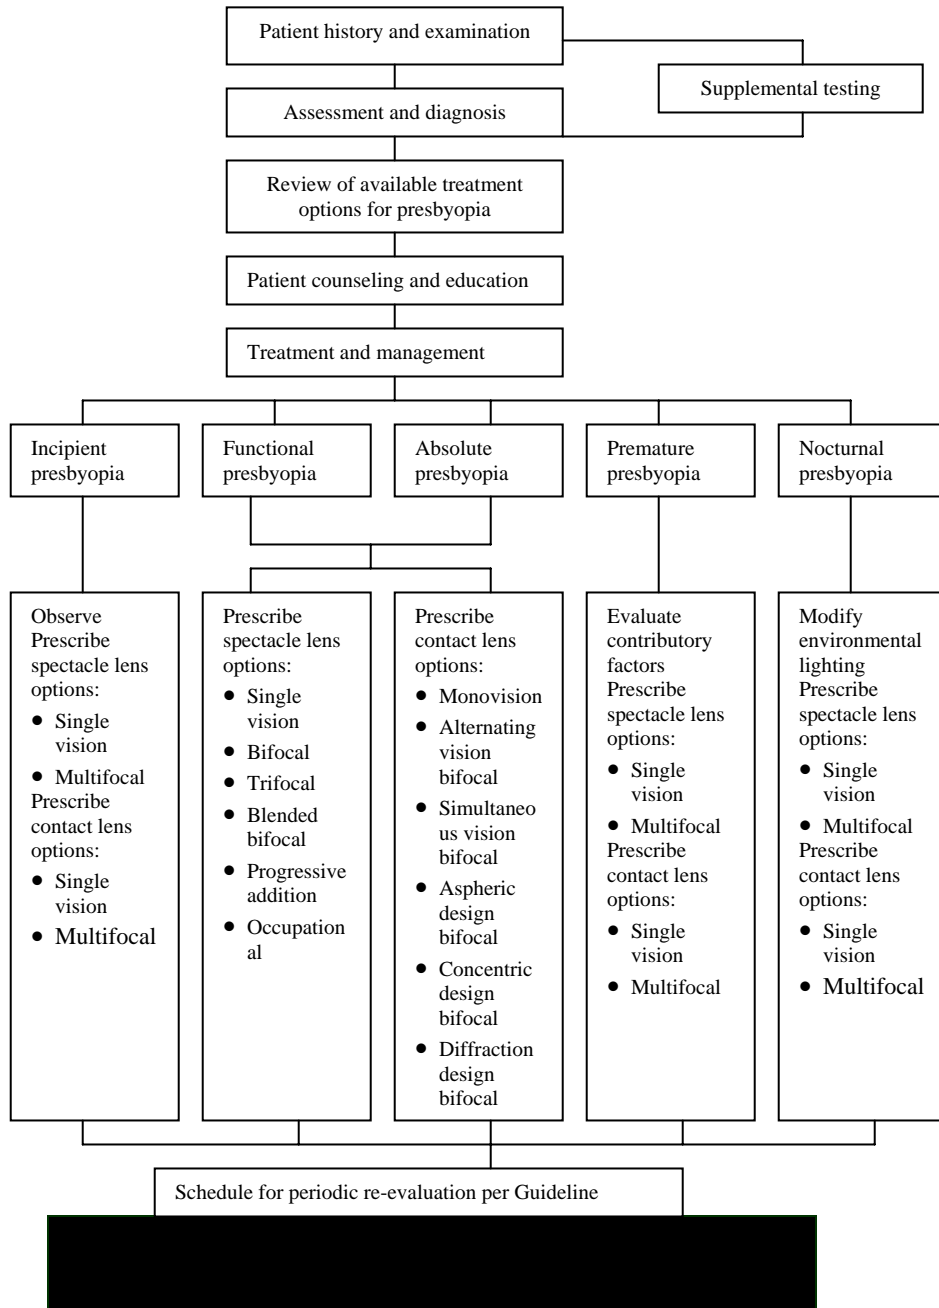 Patient history and examination
Supplemental testing
Assessment and diagnosis
Review of available treatment
options for presbyopia
Patient counseling and education
Treatment and management
Incipient
presbyopia
Functional
presbyopia
Absolute
presbyopia
Premature
presbyopia
Nocturnal
presbyopia
Observe
Prescribe
spectacle lens
options:
• Single
vision
• Multifocal
Prescribe
contact lens
options:
• Single
vision
• Multifocal
Prescribe
spectacle lens
options:
• Single
vision
• Bifocal
• Trifocal
• Blended
bifocal
• Progressive
addition
• Occupation
al
Prescribe
contact lens
options:
• Monovision
• Alternating
vision
bifocal
• Simultaneo
us vision
bifocal
• Aspheric
design
bifocal
• Concentric
design
bifocal
• Diffraction
design
bifocal
Evaluate
contributory
factors
Prescribe
spectacle lens
options:
• Single
vision
• Multifocal
Prescribe
contact lens
options:
• Single
vision
• Multifocal
Modify
environmental
lighting
Prescribe
spectacle lens
options:
• Single
vision
• Multifocal
Prescribe
contact lens
options:
• Single
vision
• Multifocal
Schedule for periodic re-evaluation per Guideline